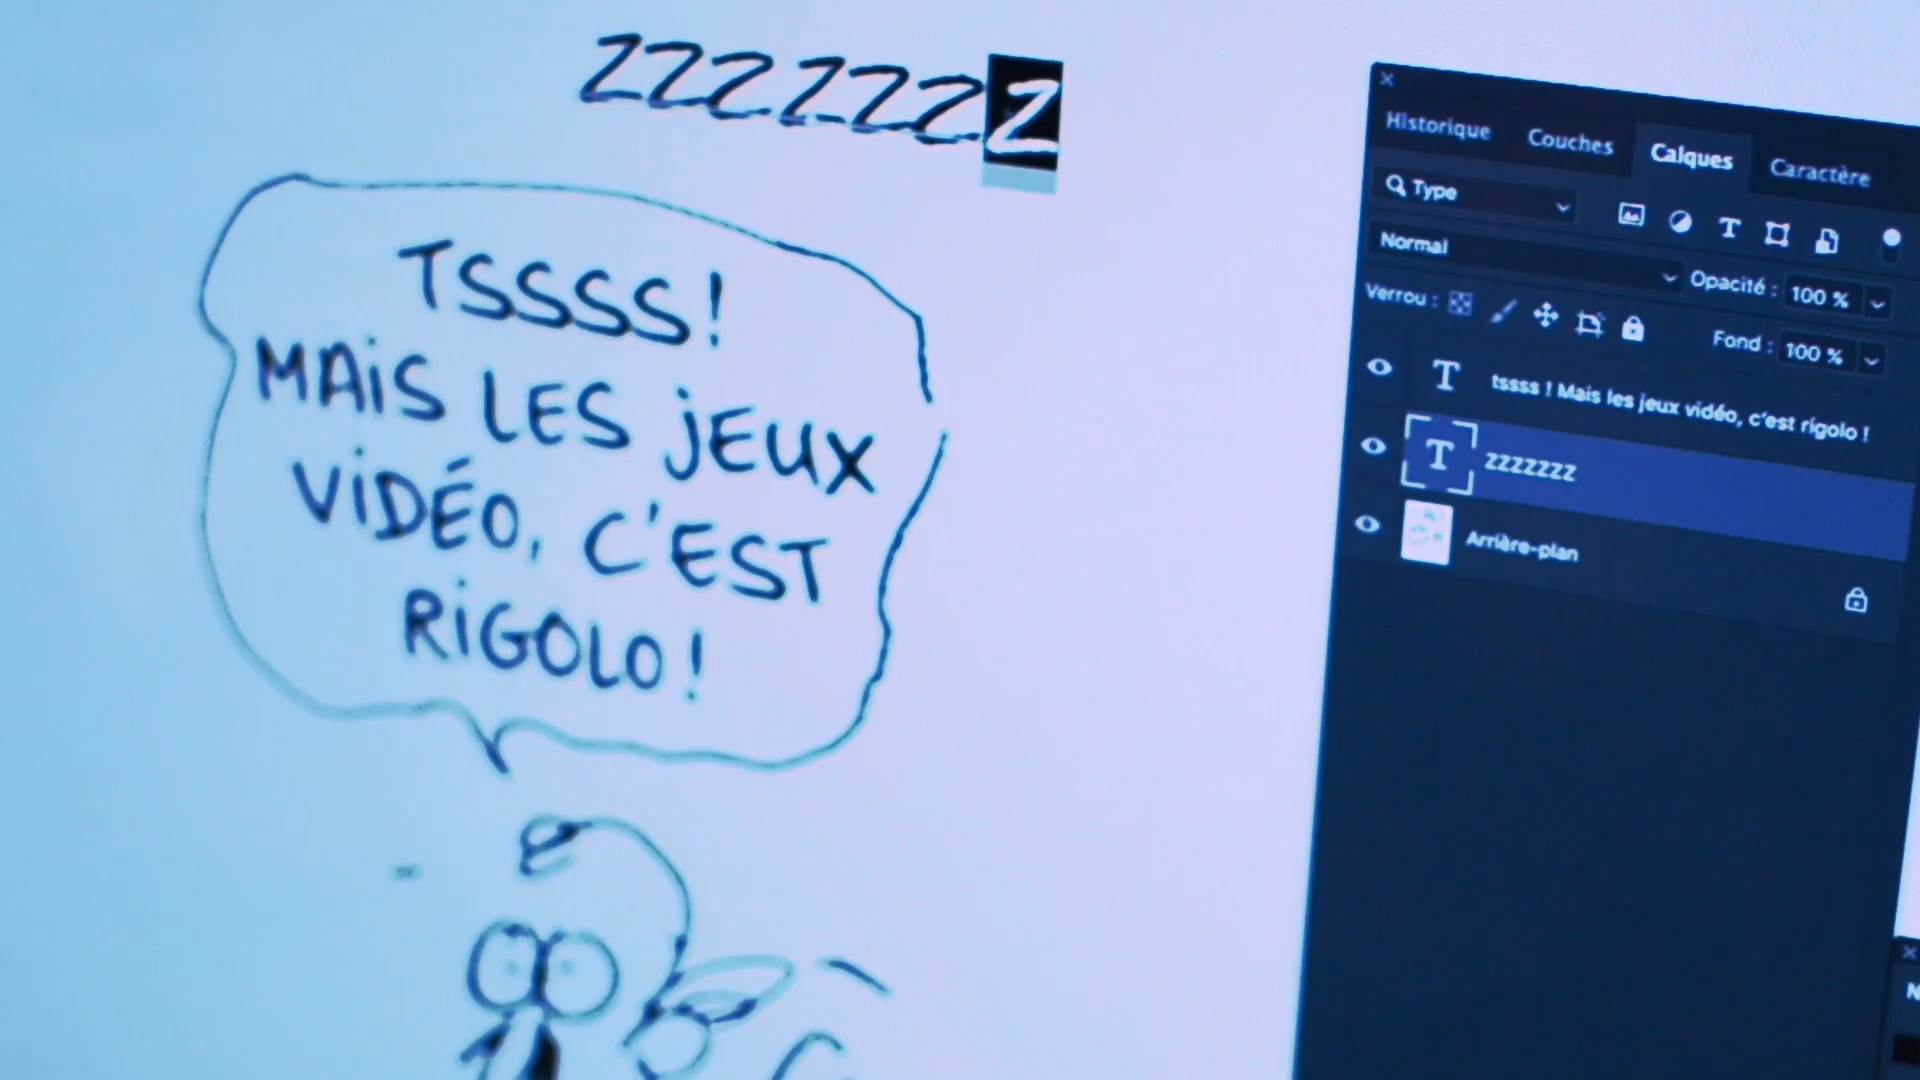 ZZZZZZZ
TSSSS !
MAIS LES JEUX
VIDÉO, C'EST
RIGOLO !
Historique Couches Calques Caractère
Type
Normal Opacité : 100 %
Verrou : Fond : 100 %
T tssss ! Mais les jeux vidéo, c'est rigolo !
T zzzzzzz
Arrière-plan